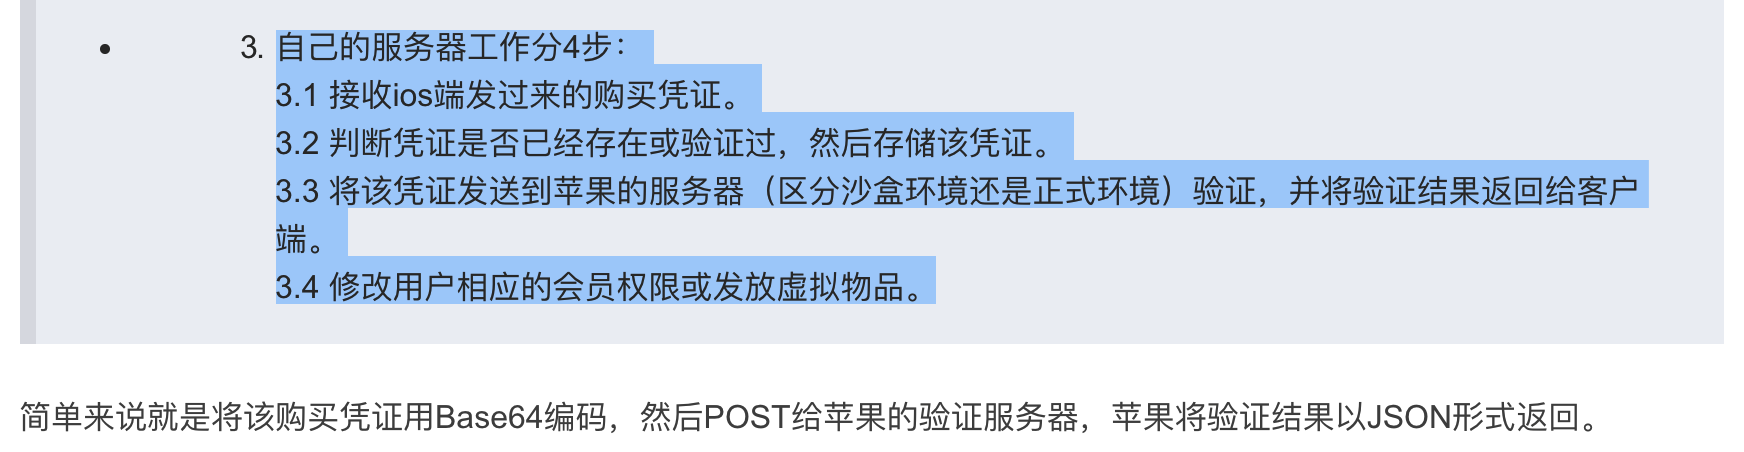 • 3. 自己的服务器工作分4步：
3.1 接收ios端发过来的购买凭证。
3.2 判断凭证是否已经存在或验证过，然后存储该凭证。
3.3 将该凭证发送到苹果的服务器（区分沙盒环境还是正式环境）验证，并将验证结果返回给客户
端。
3.4 修改用户相应的会员权限或发放虚拟物品。
简单来说就是将该购买凭证用Base64编码，然后POST给苹果的验证服务器，苹果将验证结果以JSON形式返回。